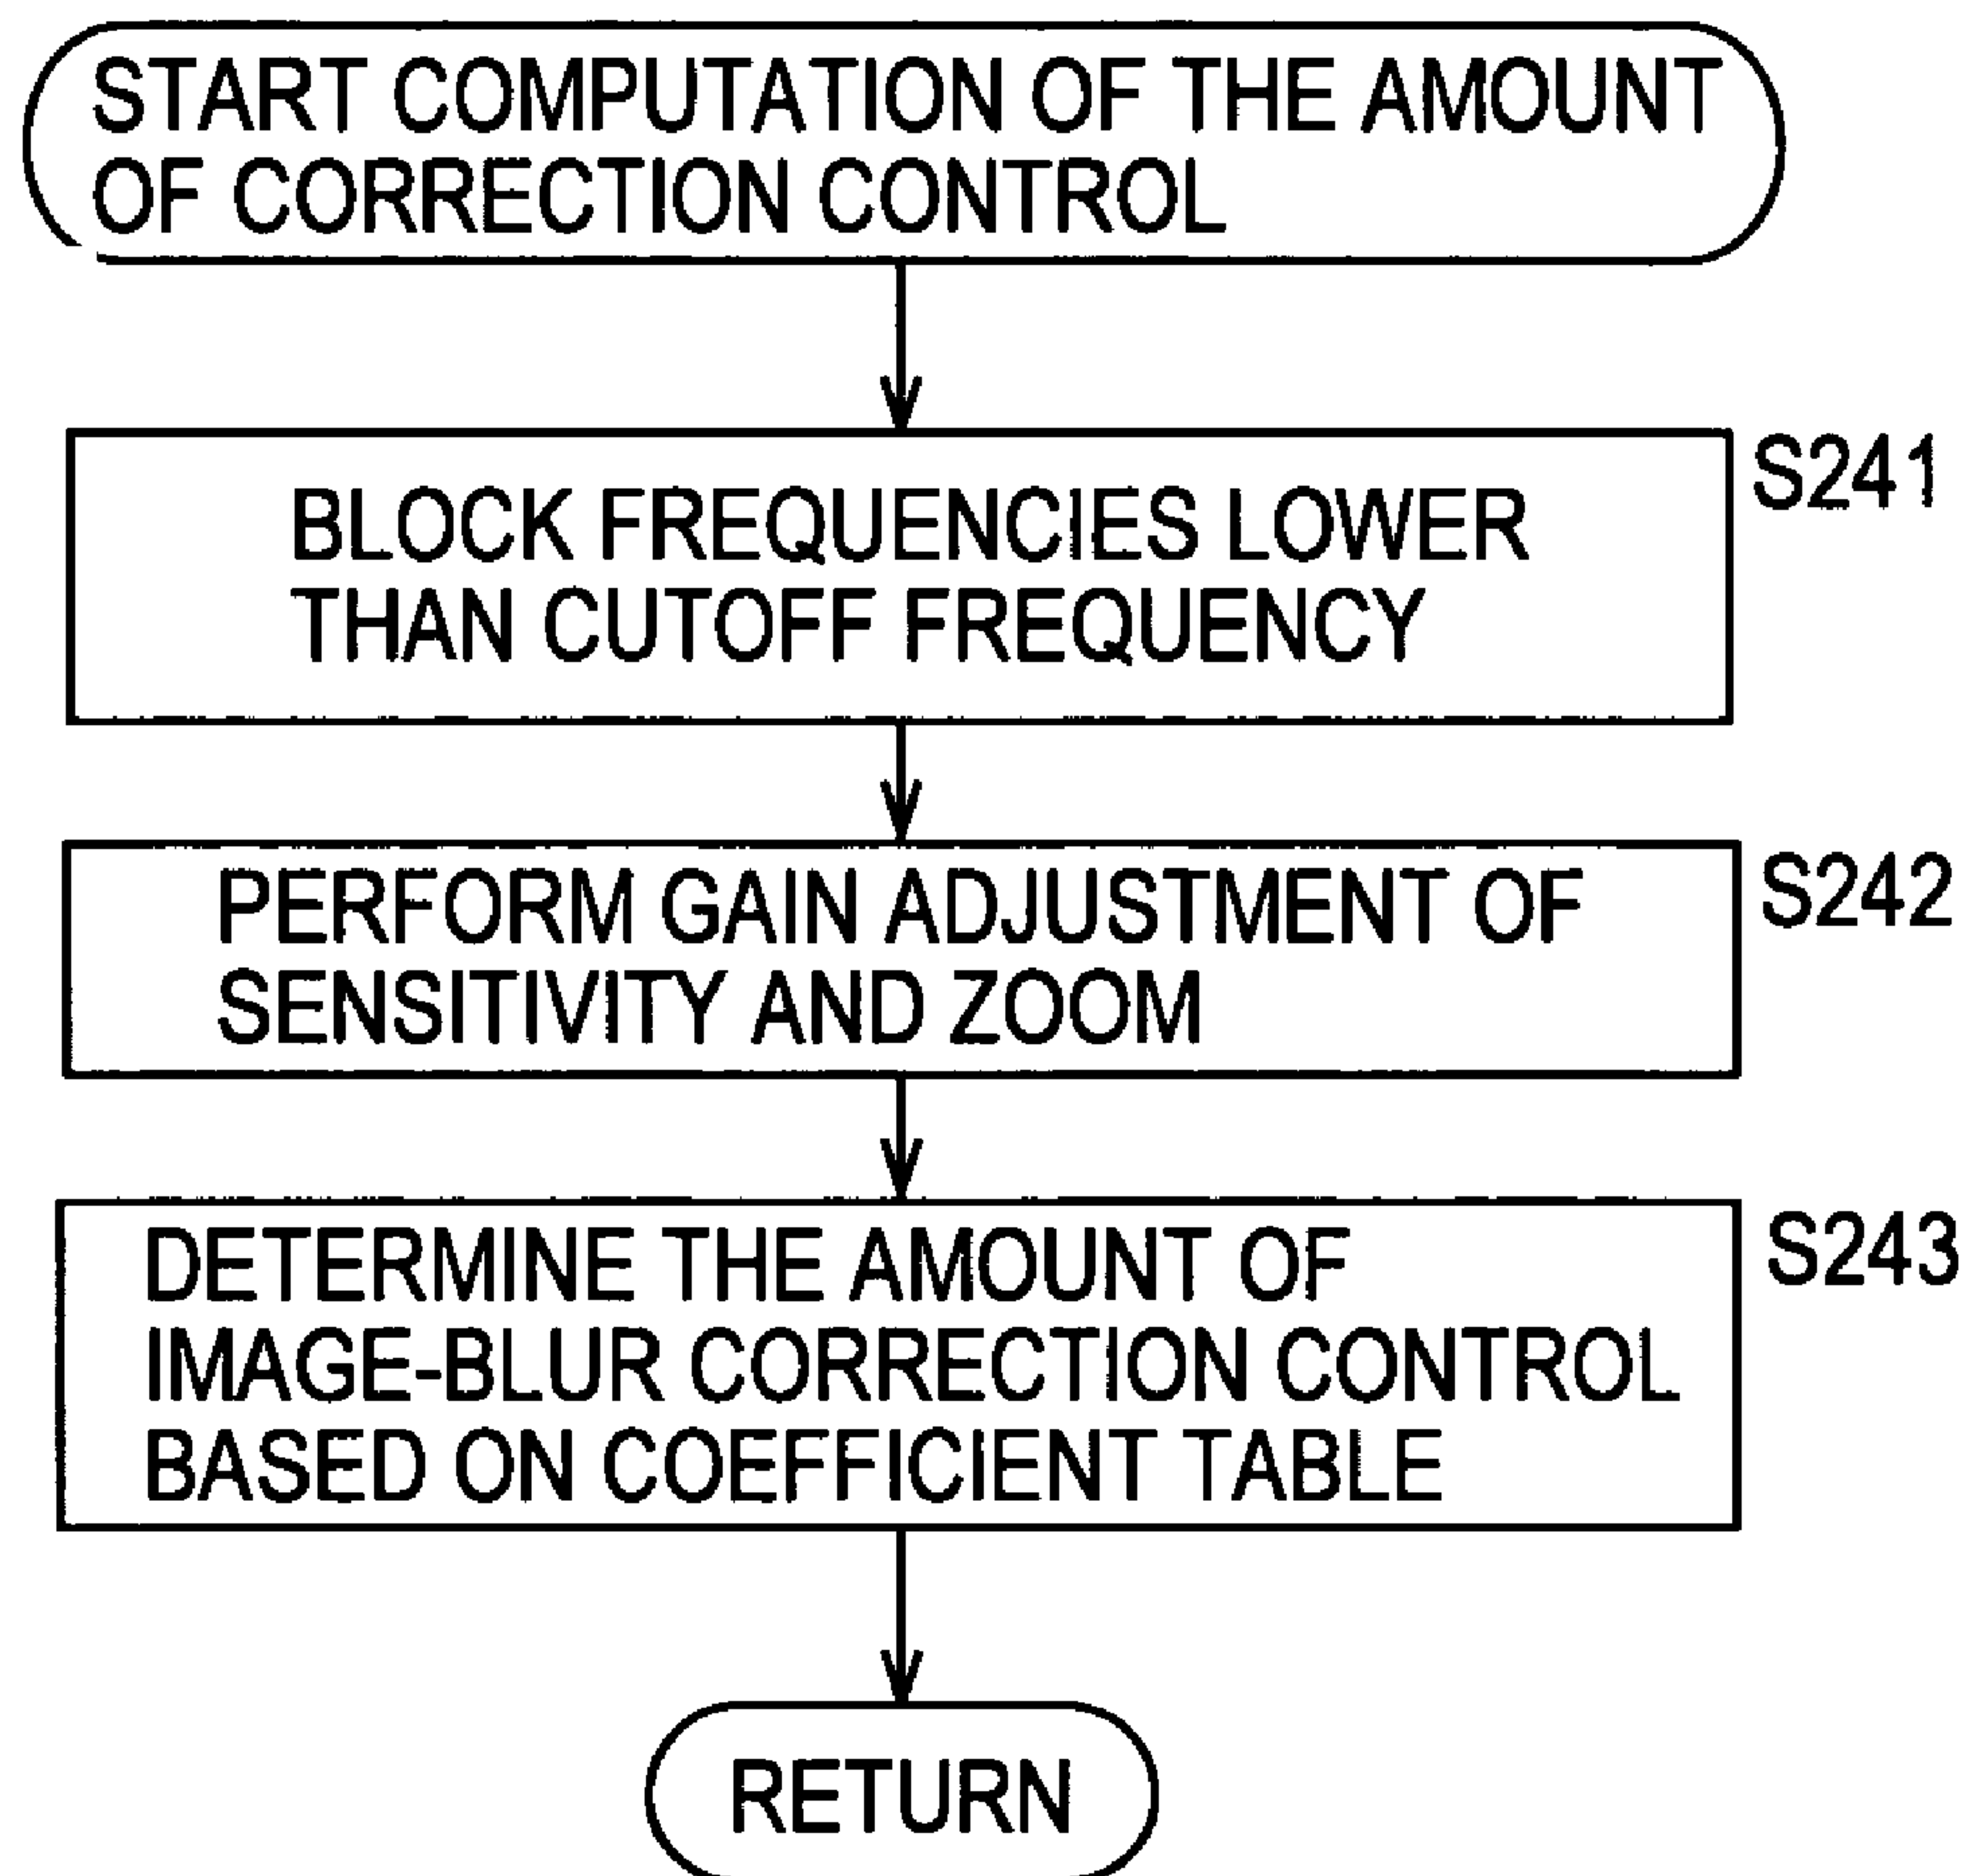 START COMPUTATION OF THE AMOUNT
OF CORRECTION CONTROL
BLOCK FREQUENCIES LOWER
THAN CUTOFF FREQUENCY
S241
PERFORM GAIN ADJUSTMENT OF
SENSITIVITY AND ZOOM
S242
DETERMINE THE AMOUNT OF
IMAGE-BLUR CORRECTION CONTROL
BASED ON COEFFICIENT TABLE
S243
RETURN